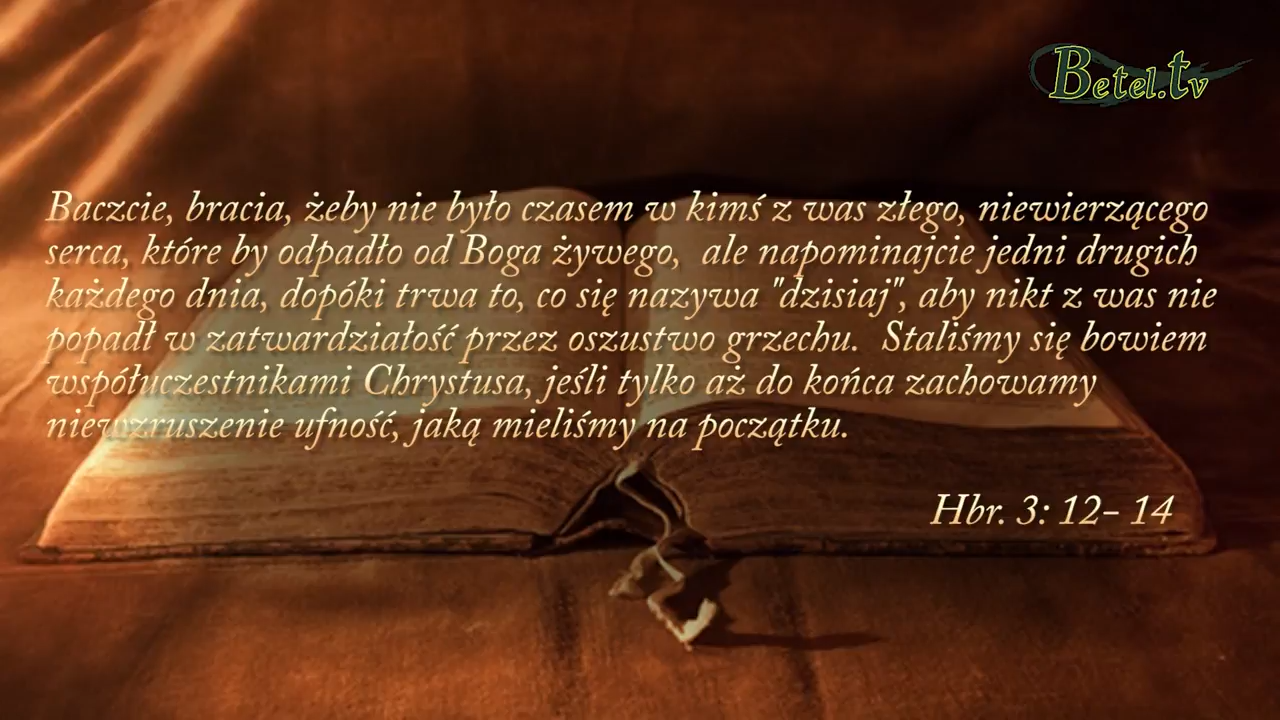 Betel.tv
Baczcie, bracia, żeby nie było czasem w kimś z was złego, niewierzącego
serca, które by odpadło od Boga żywego,  ale napominajcie jedni drugich
każdego dnia, dopóki trwa to, co się nazywa "dzisiaj", aby nikt z was nie
popadł w zatwardziałość przez oszustwo grzechu.  Staliśmy się bowiem
współuczestnikami Chrystusa, jeśli tylko aż do końca zachowamy
niewzruszenie ufność, jaką mieliśmy na początku.
Hbr. 3: 12- 14